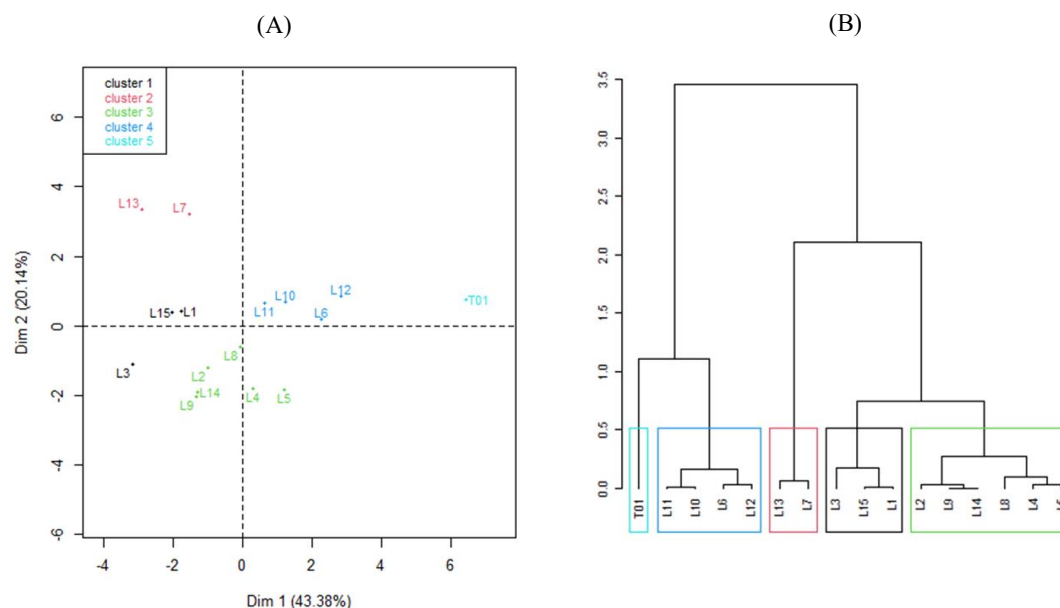 (A)
(B)
cluster 1
cluster 2
cluster 3
cluster 4
cluster 5
6
4
2
0
-2
-4
-6
Dim 2 (20.14%)
L13
L7
L15
L1
L3
L8
L2
L14
L9
L4
L5
L11
L10
L12
L6
T01
-4
-2
0
2
4
6
Dim 1 (43.38%)
3.5
3.0
2.5
2.0
1.5
1.0
0.5
0.0
T01
L11
L10
L6
L12
L13
L7
L3
L15
L1
L2
L9
L14
L8
L4